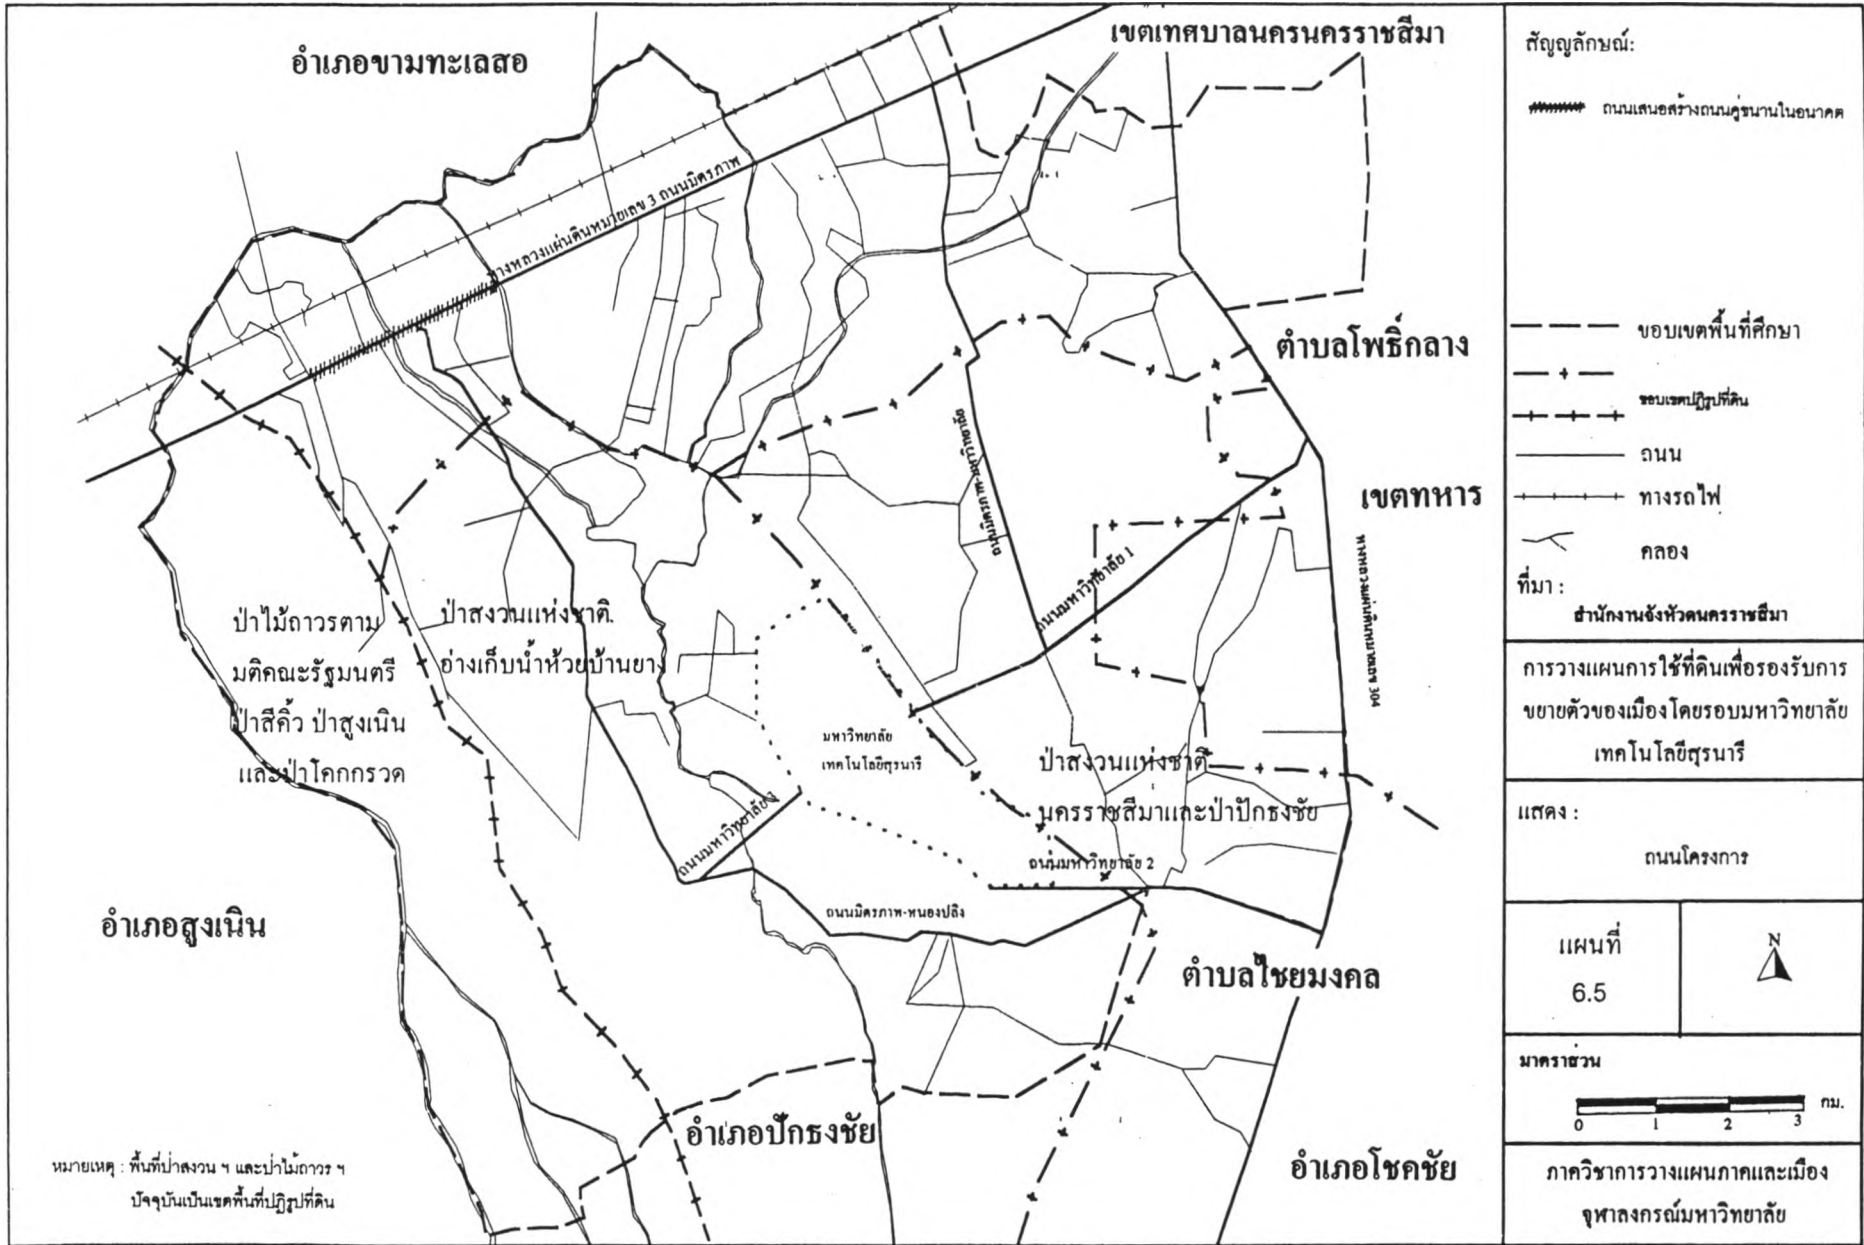 อำเภอขามทะเลสอ
เขตเทศบาลนครนครราชสีมา
ทางหลวงแผ่นดินหมายเลข 3 ถนนมิตรภาพ
ตำบลโพธิ์กลาง
เขตทหาร
ถนนมหาวิทยาลัย 1
ทางหลวงแผ่นดินหมายเลข 304
ป่าไม้ถาวรตาม
มติคณะรัฐมนตรี
ป่าสีคิ้ว ป่าสูงเนิน
และป่าโคกกรวด
ป่าสงวนแห่งชาติ
อ่างเก็บน้ำห้วยบ้านยาง
มหาวิทยาลัย
เทคโนโลยีสุรนารี
ป่าสงวนแห่งชาติ
นครราชสีมาและป่าปักธงชัย
ถนนมหาวิทยาลัย 3
ถนนมหาวิทยาลัย 2
ถนนมิตรภาพ-หนองปลิง
อำเภอสูงเนิน
ตำบลไชยมงคล
อำเภอปักธงชัย
อำเภอโชคชัย
หมายเหตุ : พื้นที่ป่าสงวน ฯ และป่าไม้ถาวร ฯ
ปัจจุบันเป็นเขตพื้นที่ปฏิรูปที่ดิน
สัญญลักษณ์:
ถนนเสนอสร้างถนนคู่ขนานในอนาคต
ขอบเขตพื้นที่ศึกษา
ขอบเขตปฏิรูปที่ดิน
ถนน
ทางรถไฟ
คลอง
ที่มา :
สำนักงานจังหวัดนครราชสีมา
การวางแผนการใช้ที่ดินเพื่อรองรับการ
ขยายตัวของเมืองโดยรอบมหาวิทยาลัย
เทคโนโลยีสุรนารี
แสดง :
ถนนโครงการ
แผนที่
6.5
N
มาตราส่วน
กม.
0 1 2 3
ภาควิชาการวางแผนภาคและเมือง
จุฬาลงกรณ์มหาวิทยาลัย